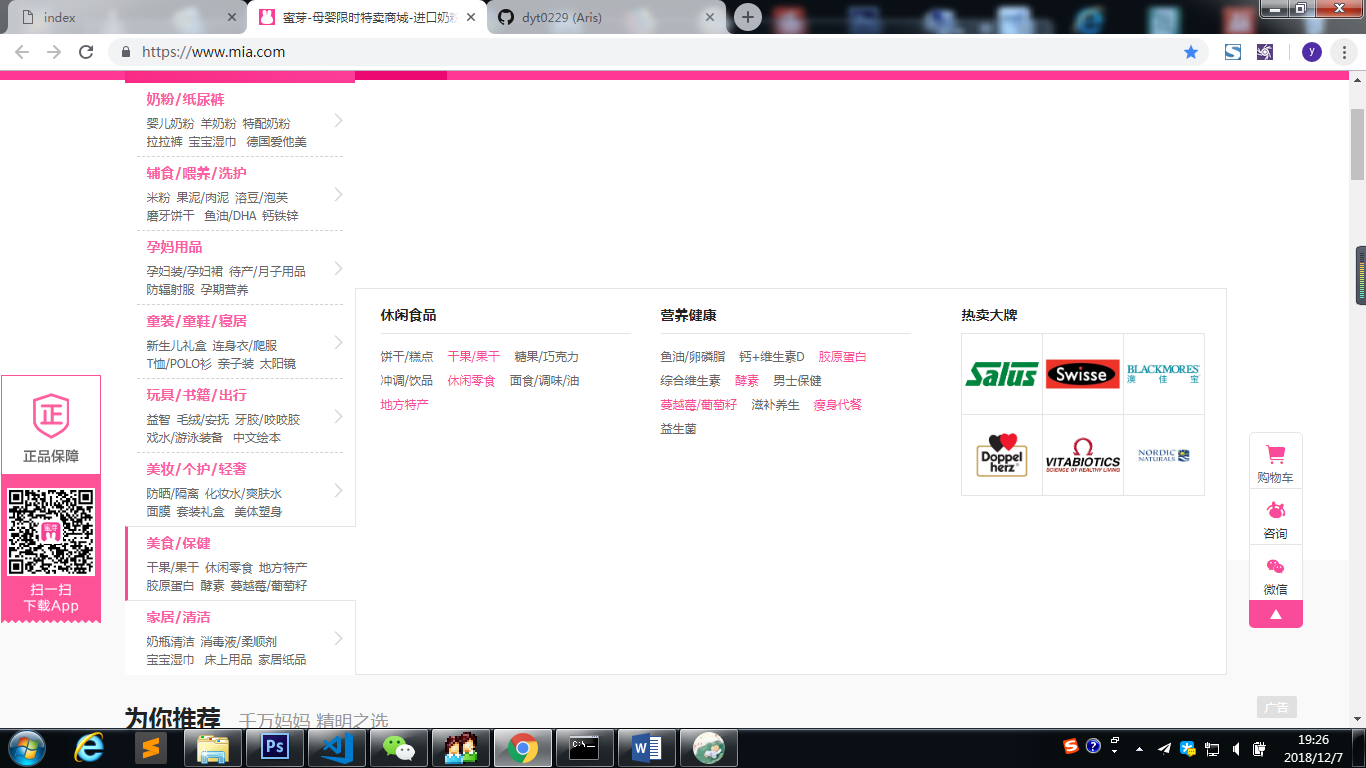 index
蜜芽-母婴限时特卖商城-进口奶粉
dyt0229 (Aris)
https://www.mia.com
y
奶粉/纸尿裤
婴儿奶粉 羊奶粉 特配奶粉
拉拉裤 宝宝湿巾 德国爱他美
辅食/喂养/洗护
米粉 果泥/肉泥 溶豆/泡芙
磨牙饼干 鱼油/DHA 钙铁锌
孕妈用品
孕妇装/孕妇裙 待产/月子用品
防辐射服 孕期营养
童装/童鞋/寝居
新生儿礼盒 连身衣/爬服
T恤/POLO衫 亲子装 太阳镜
玩具/书籍/出行
益智 毛绒/安抚 牙胶/咬咬胶
戏水/游泳装备 中文绘本
美妆/个护/轻奢
防晒/隔离 化妆水/爽肤水
面膜 套装礼盒 美体塑身
美食/保健
干果/果干 休闲零食 地方特产
胶原蛋白 酵素 蔓越莓/葡萄籽
家居/清洁
奶瓶清洁 消毒液/柔顺剂
宝宝湿巾 床上用品 家居纸品
休闲食品
饼干/糕点 干果/果干 糖果/巧克力
冲调/饮品 休闲零食 面食/调味/油
地方特产
营养健康
鱼油/卵磷脂 钙+维生素D 胶原蛋白
综合维生素 酵素 男士保健
蔓越莓/葡萄籽 滋补养生 瘦身代餐
益生菌
热卖大牌
Salus
Swisse
BLACKMORES
澳佳宝
Doppel
herz
VITABIOTICS
SCIENCE OF HEALTHY LIVING
NORDIC
NATURALS
正
正品保障
蜜芽
扫一扫
下载App
购物车
咨询
微信
广告
为你推荐 千万妈妈 精明之选
Ps
C:\_
19:26
2018/12/7